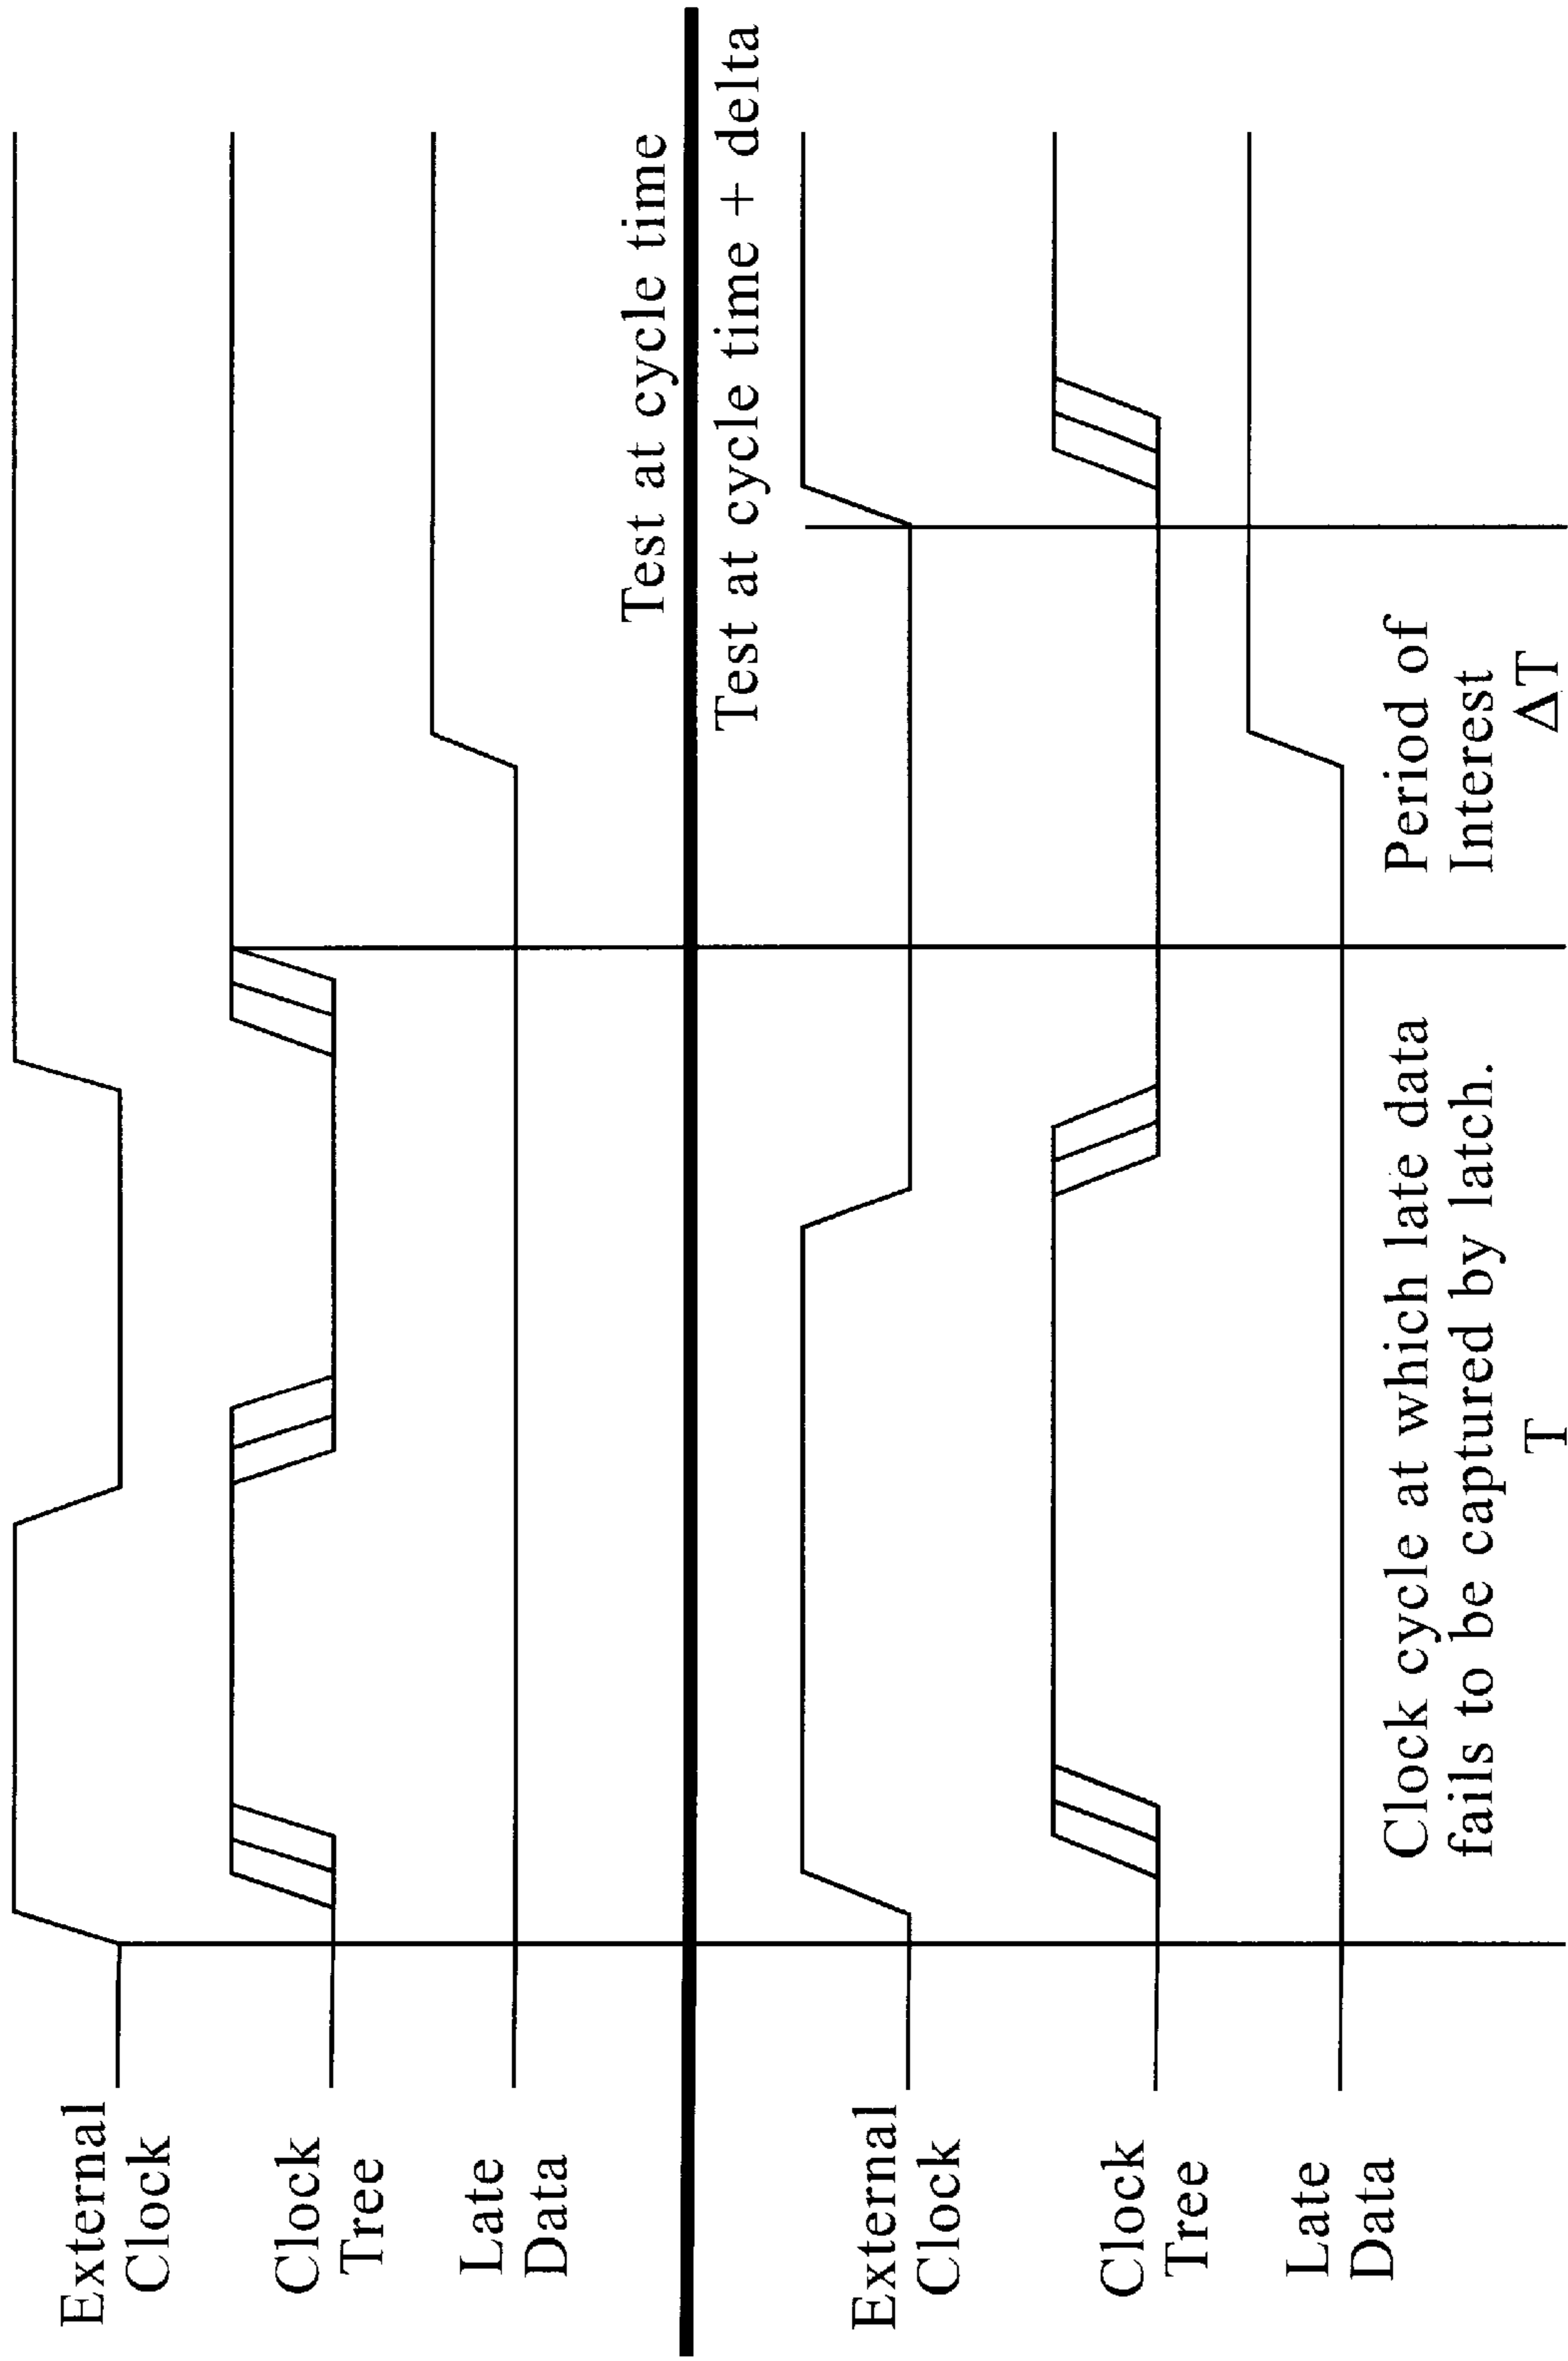 External
Clock
Clock
Tree
Late
Data
Test at cycle time
Test at cycle time + delta
External
Clock
Clock
Tree
Late
Data
Clock cycle at which late data
fails to be captured by latch.
T
Period of
Interest
ΔT